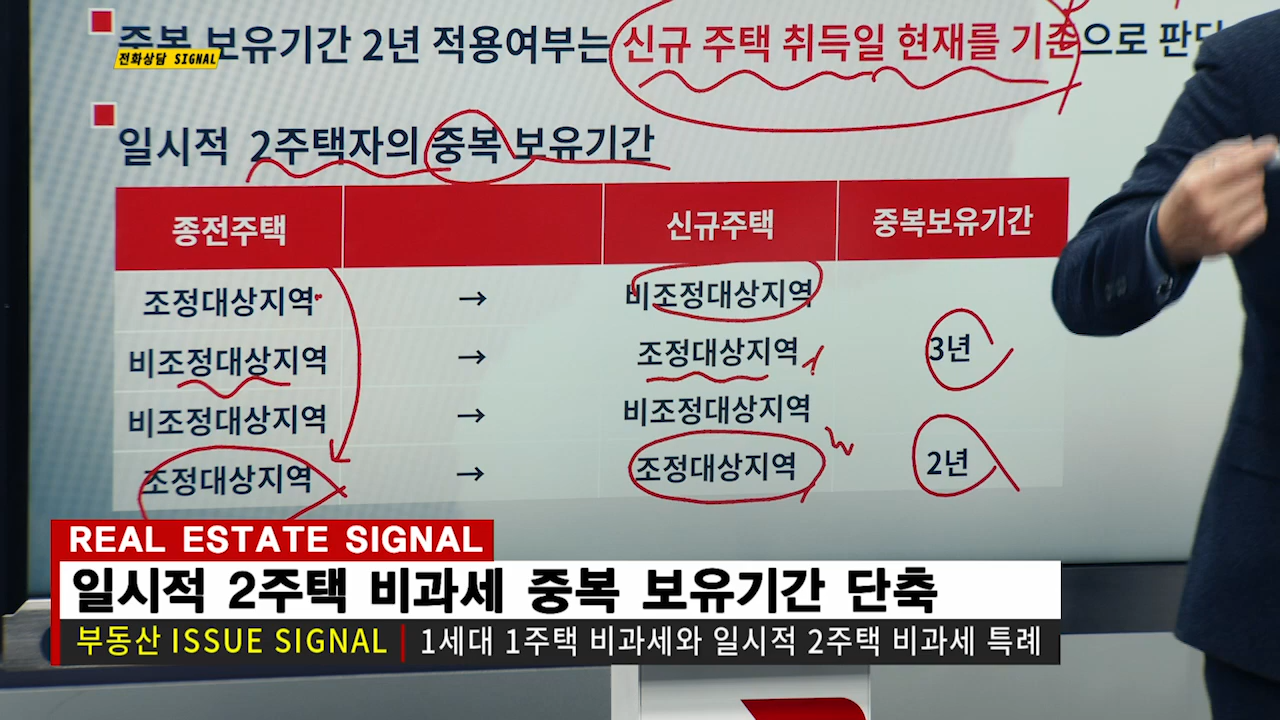 중복 보유기간 2년 적용여부는 신규 주택 취득일 현재를 기준으로 판단
전화상담 SIGNAL
일시적 2주택자의 중복 보유기간
종전주택 신규주택 중복보유기간
조정대상지역 → 비조정대상지역
비조정대상지역 → 조정대상지역 3년
비조정대상지역 → 비조정대상지역
조정대상지역 → 조정대상지역 2년
REAL ESTATE SIGNAL
일시적 2주택 비과세 중복 보유기간 단축
부동산 ISSUE SIGNAL 1세대 1주택 비과세와 일시적 2주택 비과세 특례